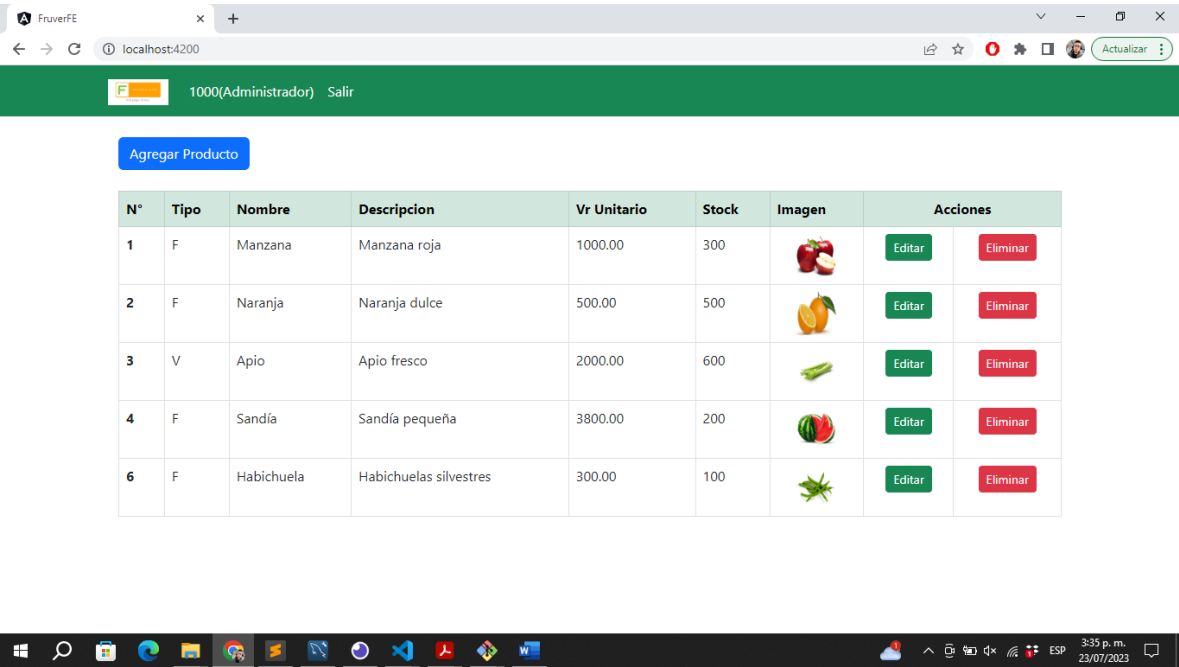 FruverFE
localhost:4200
Actualizar
F
1000(Administrador) Salir
Agregar Producto
N° Tipo Nombre Descripcion Vr Unitario Stock Imagen Acciones
1 F Manzana Manzana roja 1000.00 300 Editar Eliminar
2 F Naranja Naranja dulce 500.00 500 Editar Eliminar
3 V Apio Apio fresco 2000.00 600 Editar Eliminar
4 F Sandía Sandía pequeña 3800.00 200 Editar Eliminar
6 F Habichuela Habichuelas silvestres 300.00 100 Editar Eliminar
ESP
3:35 p. m.
23/07/2023